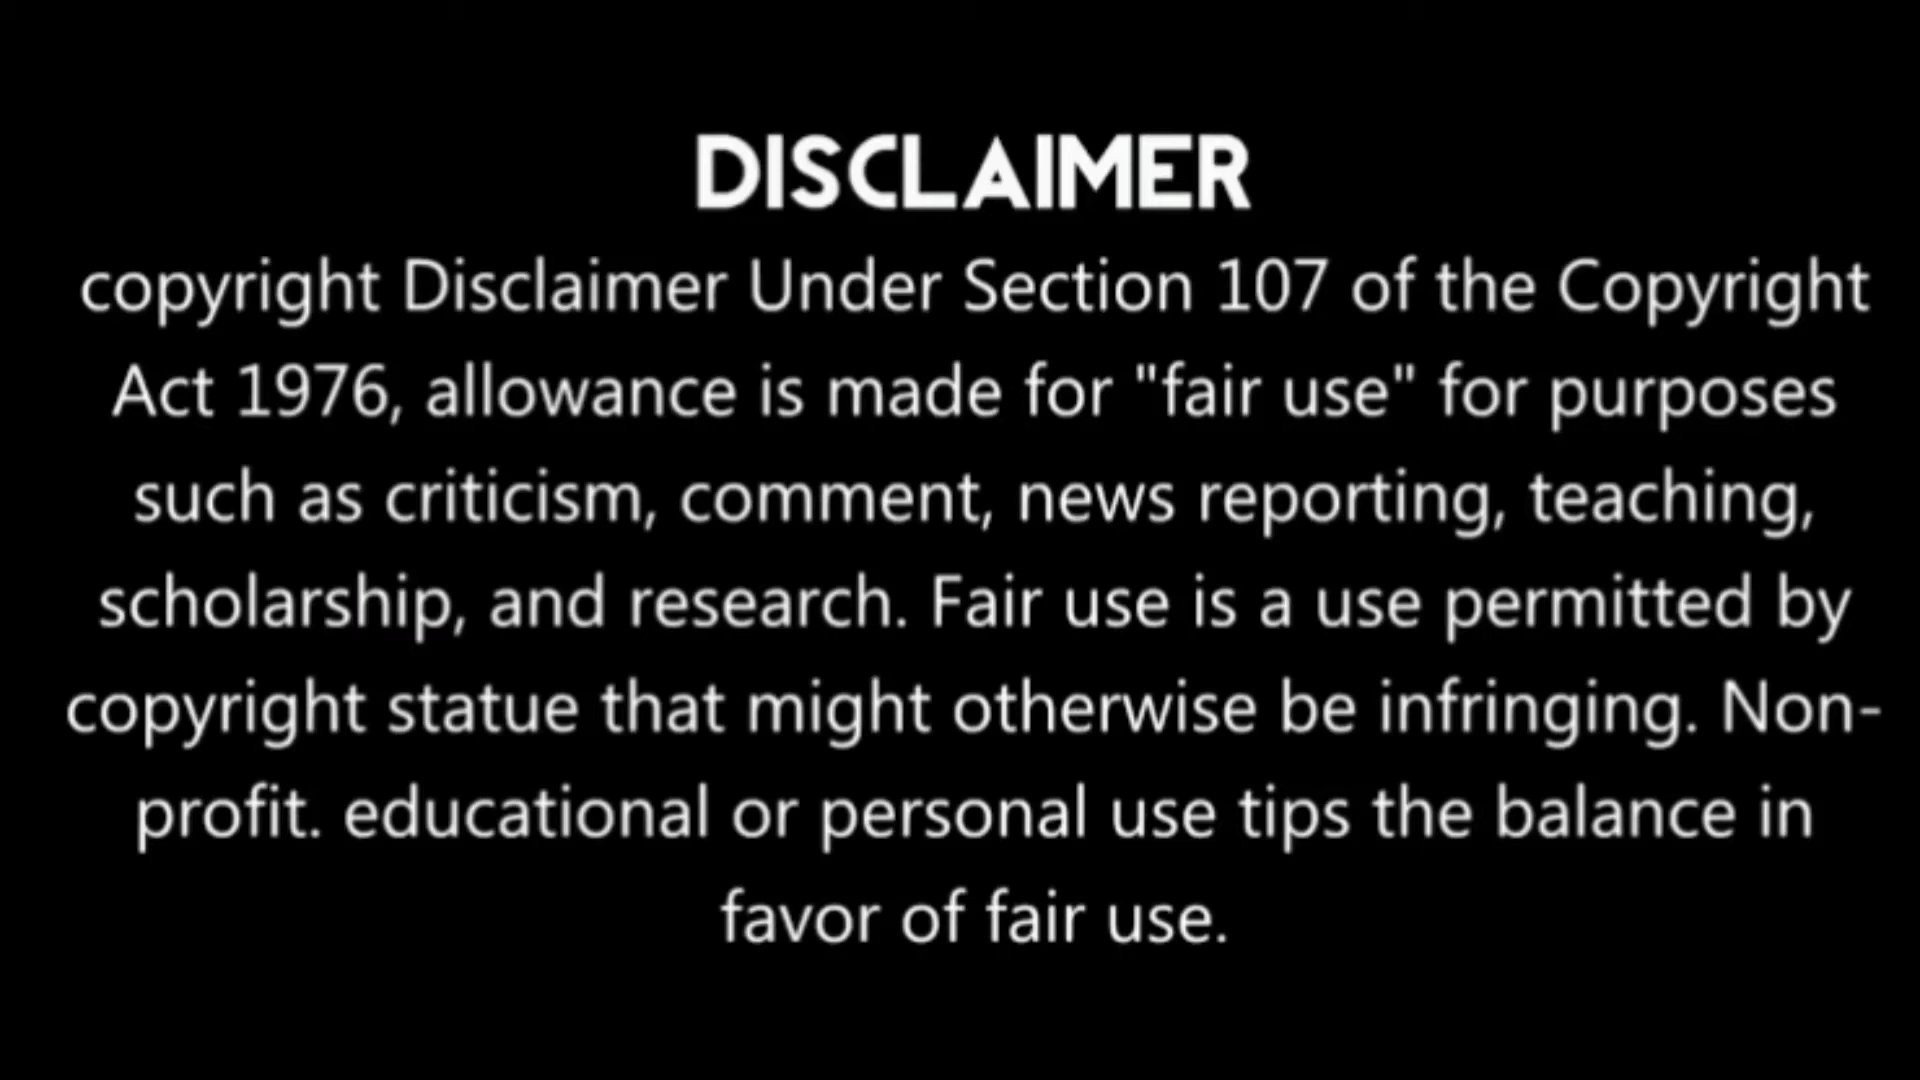 DISCLAIMER
copyright Disclaimer Under Section 107 of the Copyright
Act 1976, allowance is made for "fair use" for purposes
such as criticism, comment, news reporting, teaching,
scholarship, and research. Fair use is a use permitted by
copyright statue that might otherwise be infringing. Non-
profit. educational or personal use tips the balance in
favor of fair use.